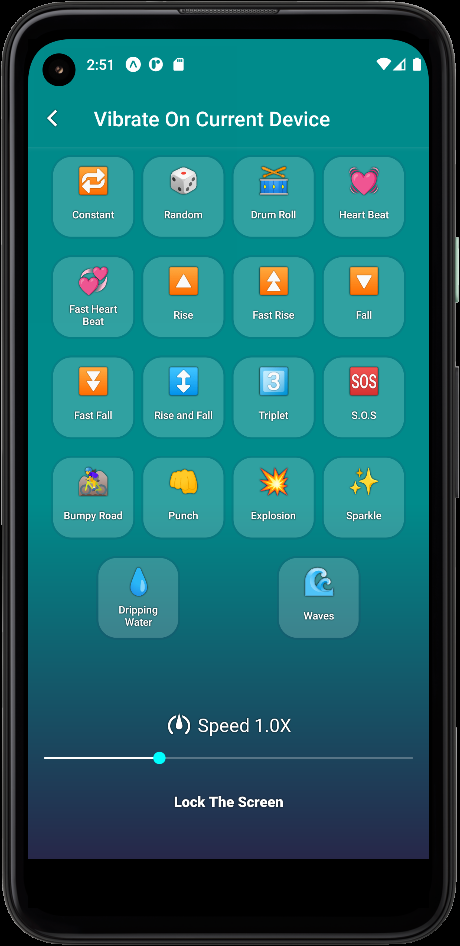 2:51
Vibrate On Current Device
Constant
Random
Drum Roll
Heart Beat
Fast Heart
Beat
Rise
Fast Rise
Fall
Fast Fall
Rise and Fall
3
Triplet
SOS
S.O.S
Bumpy Road
Punch
Explosion
Sparkle
Dripping
Water
Waves
Speed 1.0X
Lock The Screen